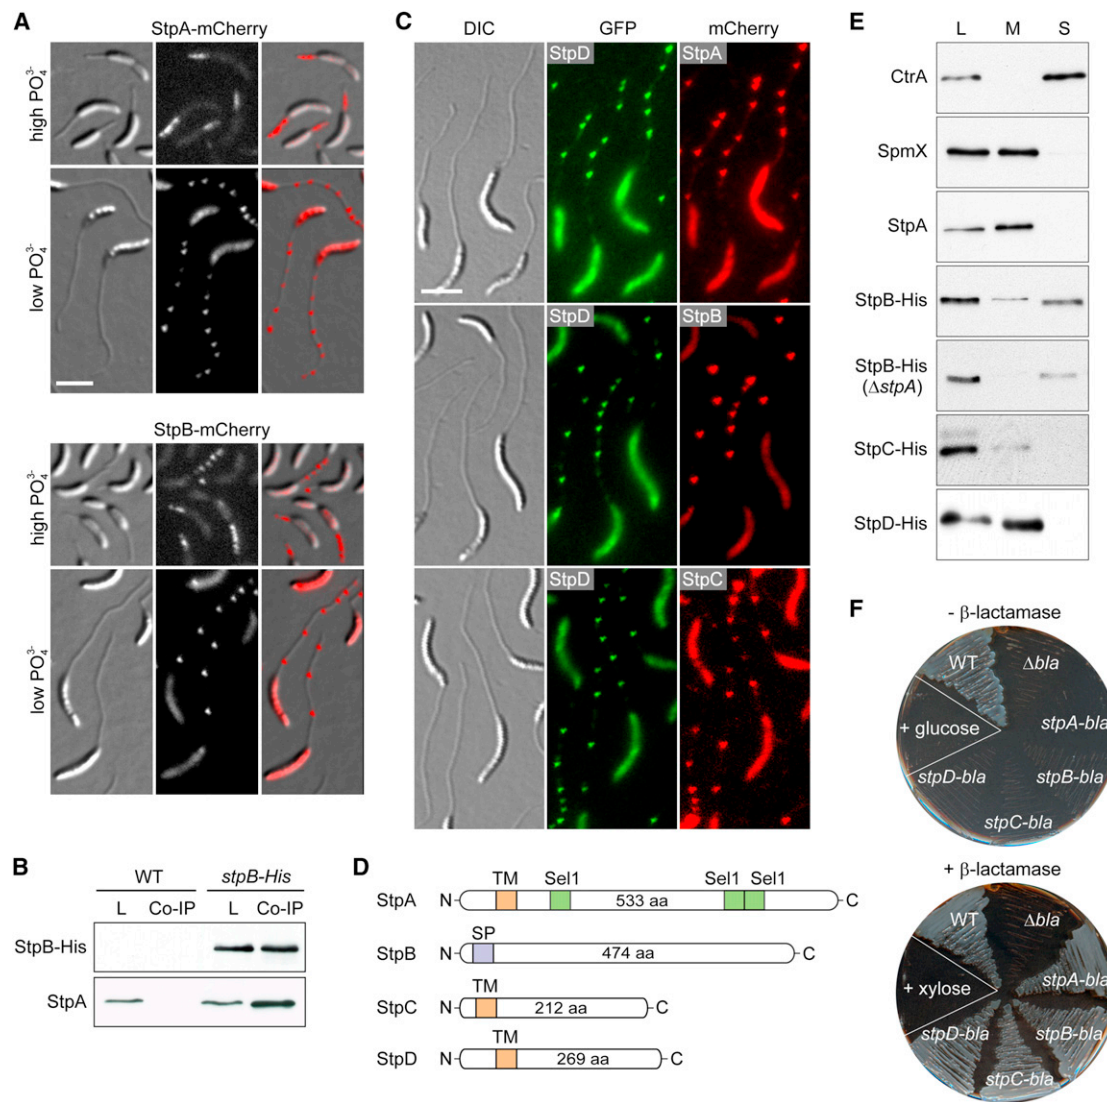 A
StpA-mCherry
high PO₄³⁻
low PO₄³⁻
StpB-mCherry
high PO₄³⁻
low PO₄³⁻
B
WT stpB-His
L Co-IP L Co-IP
StpB-His
StpA
C
DIC GFP mCherry
StpD StpA
StpD StpB
StpD StpC
D
TM Sel1 Sel1 Sel1
StpA N 533 aa C
SP
StpB N 474 aa C
TM
StpC N 212 aa C
TM
StpD N 269 aa C
E
L M S
CtrA
SpmX
StpA
StpB-His
StpB-His
(ΔstpA)
StpC-His
StpD-His
F
- β-lactamase
WT Δbla
+ glucose stpA-bla
stpD-bla stpB-bla
stpC-bla
+ β-lactamase
WT Δbla
+ xylose stpA-bla
stpD-bla stpB-bla
stpC-bla